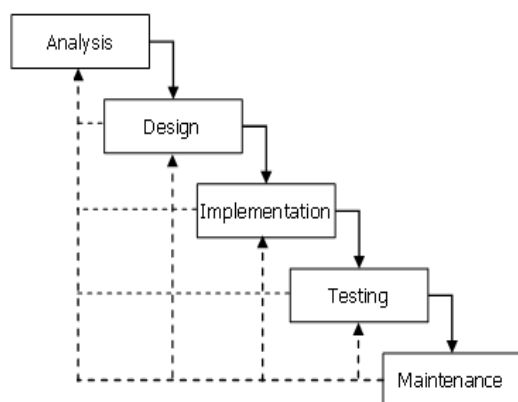 Analysis
Design
Implementation
Testing
Maintenance